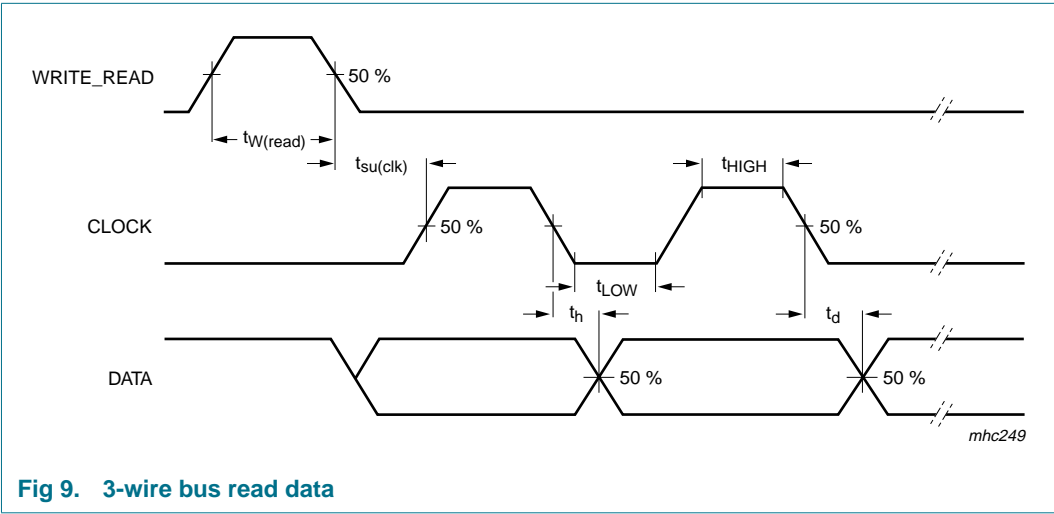 WRITE_READ
50 %
tW(read)
tsu(clk)
tHIGH
CLOCK
50 %
50 %
tLOW
th
td
DATA
50 %
50 %
mhc249
Fig 9. 3-wire bus read data